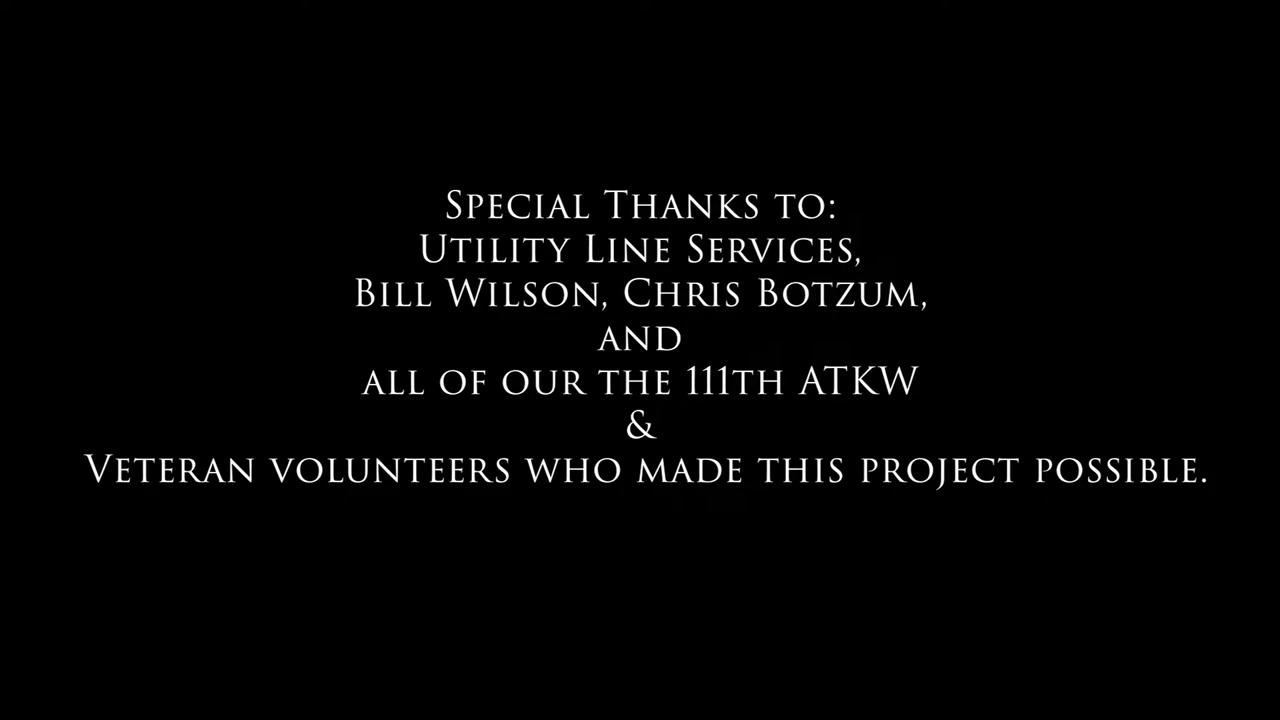 Special Thanks to:
Utility Line Services,
Bill Wilson, Chris Botzum,
and
all of our the 111th ATKW
&
Veteran volunteers who made this project possible.